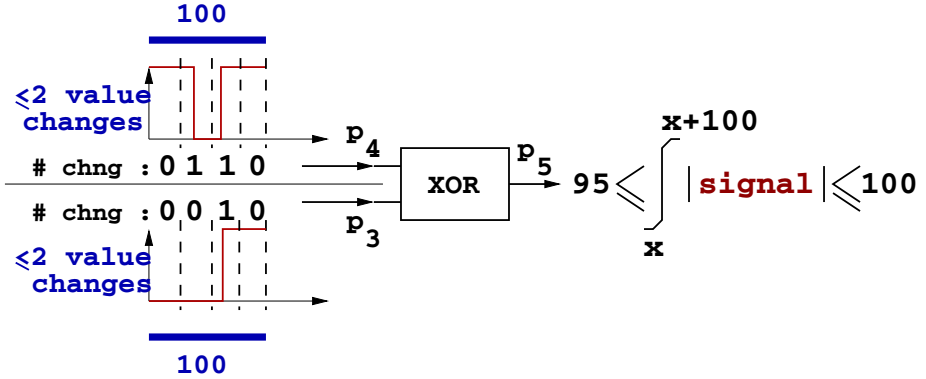 100
≤2 value
changes
# chng :0 1 1 0
p4
# chng :0 0 1 0
p3
≤2 value
changes
100
XOR
p5
x+100
95≤∫|signal|≤100
x